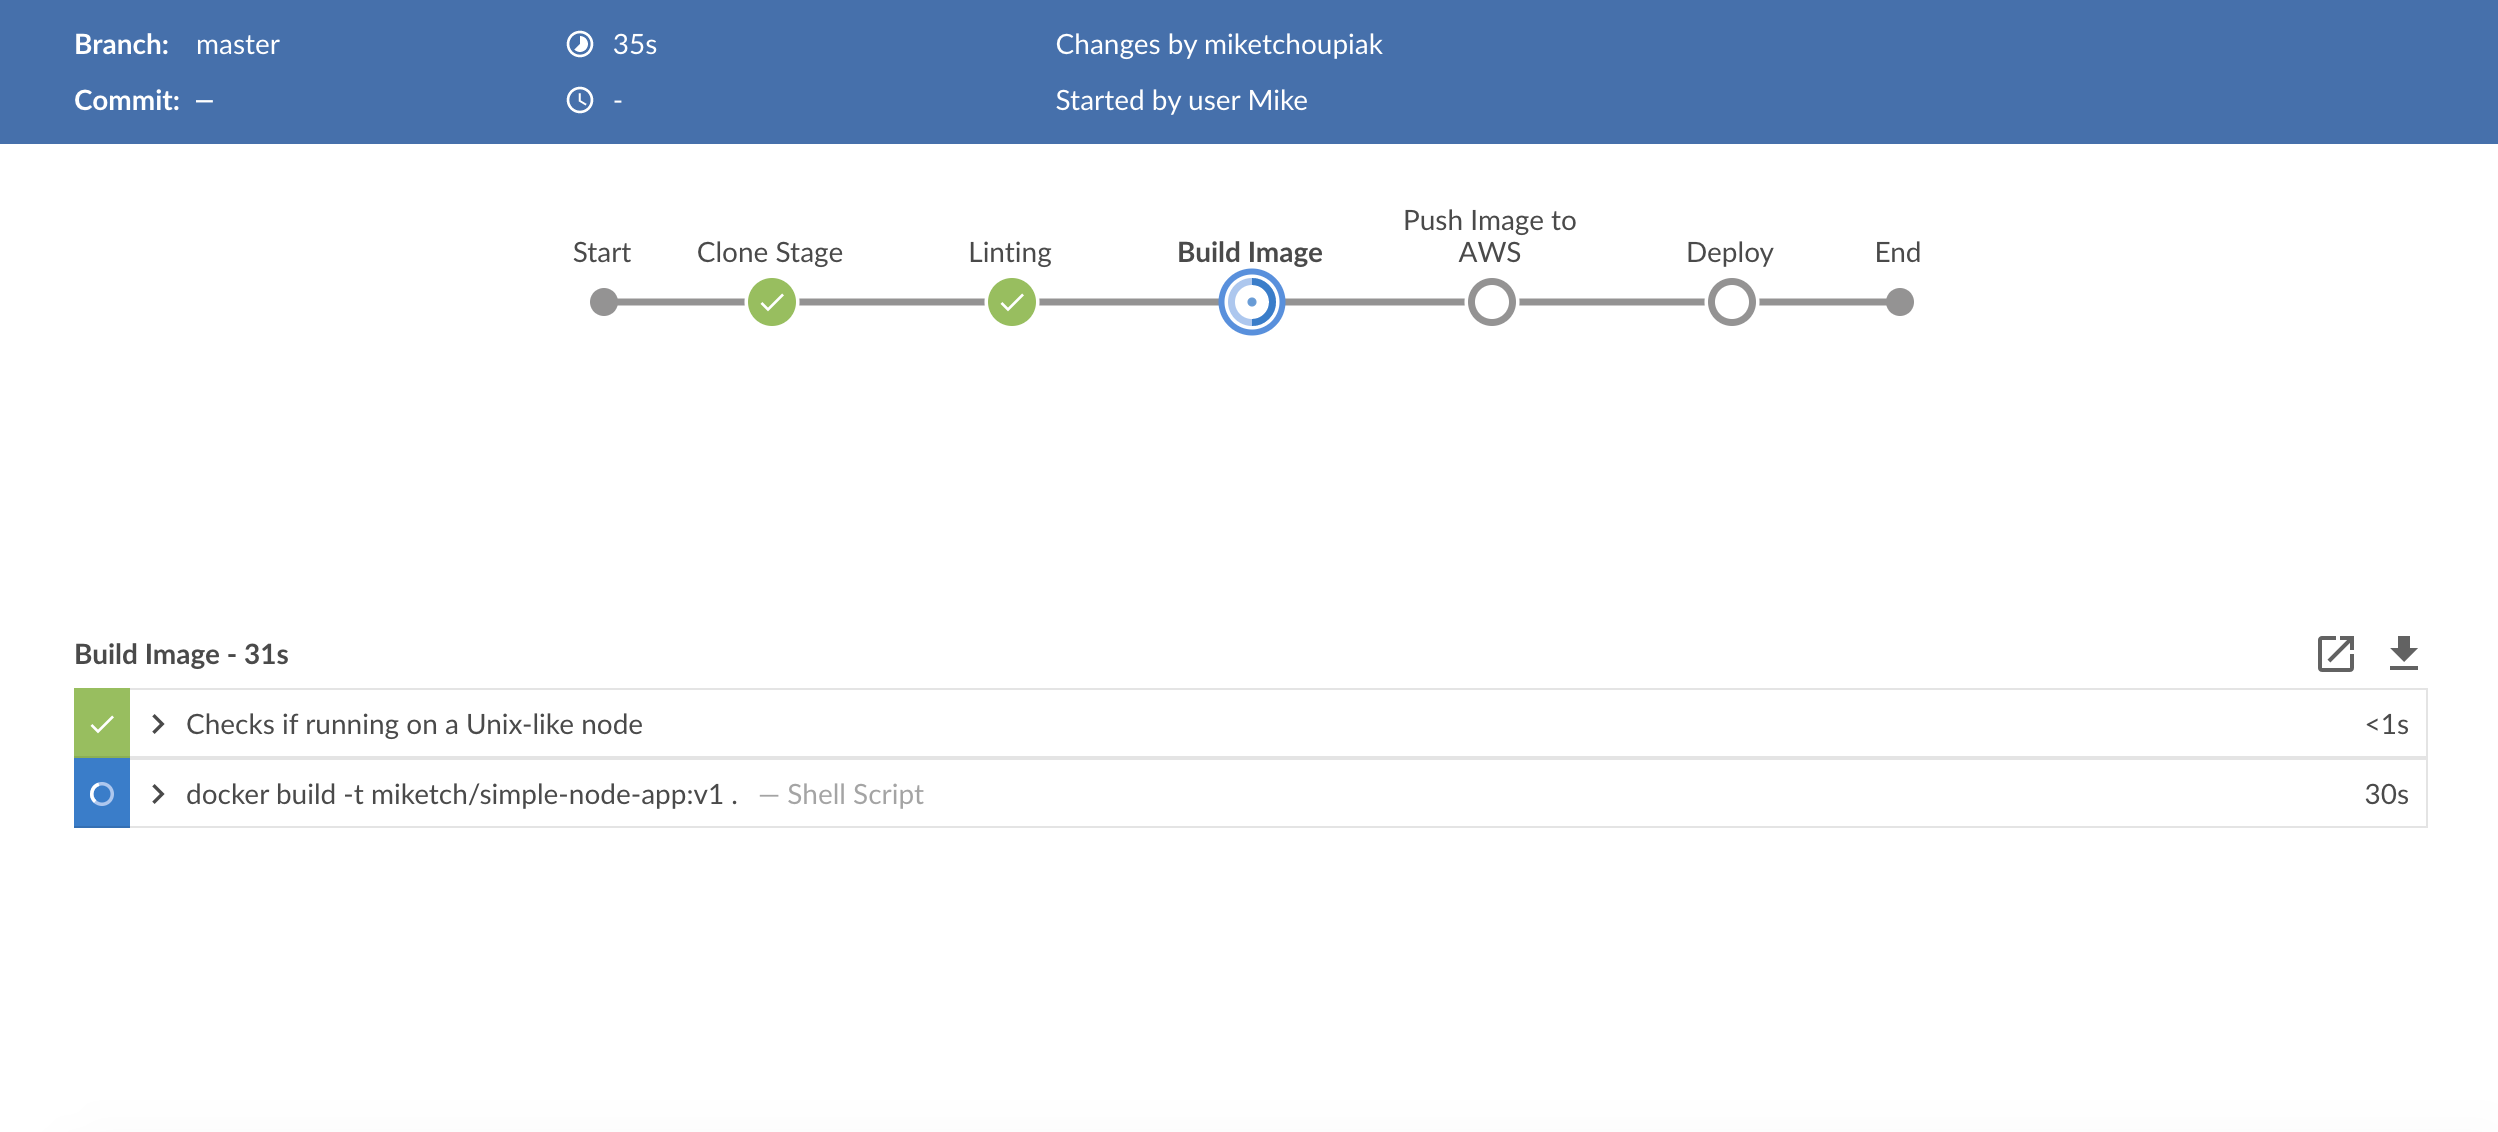 Branch: master
35s
Changes by miketchoupiak
Commit: —
-
Started by user Mike
Start
Clone Stage
Linting
Build Image
Push Image to
AWS
Deploy
End
Build Image - 31s
Checks if running on a Unix-like node
<1s
docker build -t miketch/simple-node-app:v1 . — Shell Script
30s